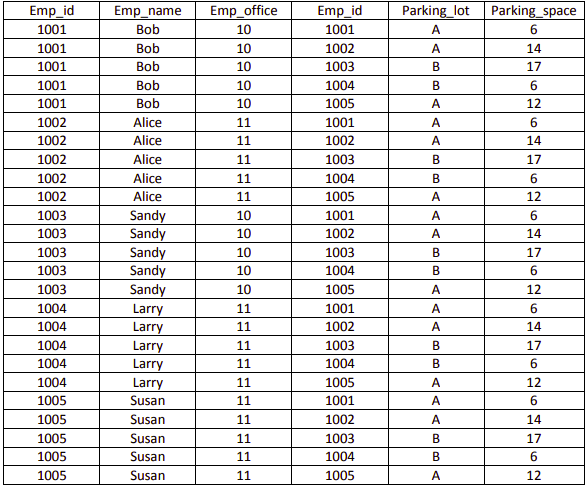 Emp_id Emp_name Emp_office Emp_id Parking_lot Parking_space
1001 Bob 10 1001 A 6
1001 Bob 10 1002 A 14
1001 Bob 10 1003 B 17
1001 Bob 10 1004 B 6
1001 Bob 10 1005 A 12
1002 Alice 11 1001 A 6
1002 Alice 11 1002 A 14
1002 Alice 11 1003 B 17
1002 Alice 11 1004 B 6
1002 Alice 11 1005 A 12
1003 Sandy 10 1001 A 6
1003 Sandy 10 1002 A 14
1003 Sandy 10 1003 B 17
1003 Sandy 10 1004 B 6
1003 Sandy 10 1005 A 12
1004 Larry 11 1001 A 6
1004 Larry 11 1002 A 14
1004 Larry 11 1003 B 17
1004 Larry 11 1004 B 6
1004 Larry 11 1005 A 12
1005 Susan 11 1001 A 6
1005 Susan 11 1002 A 14
1005 Susan 11 1003 B 17
1005 Susan 11 1004 B 6
1005 Susan 11 1005 A 12